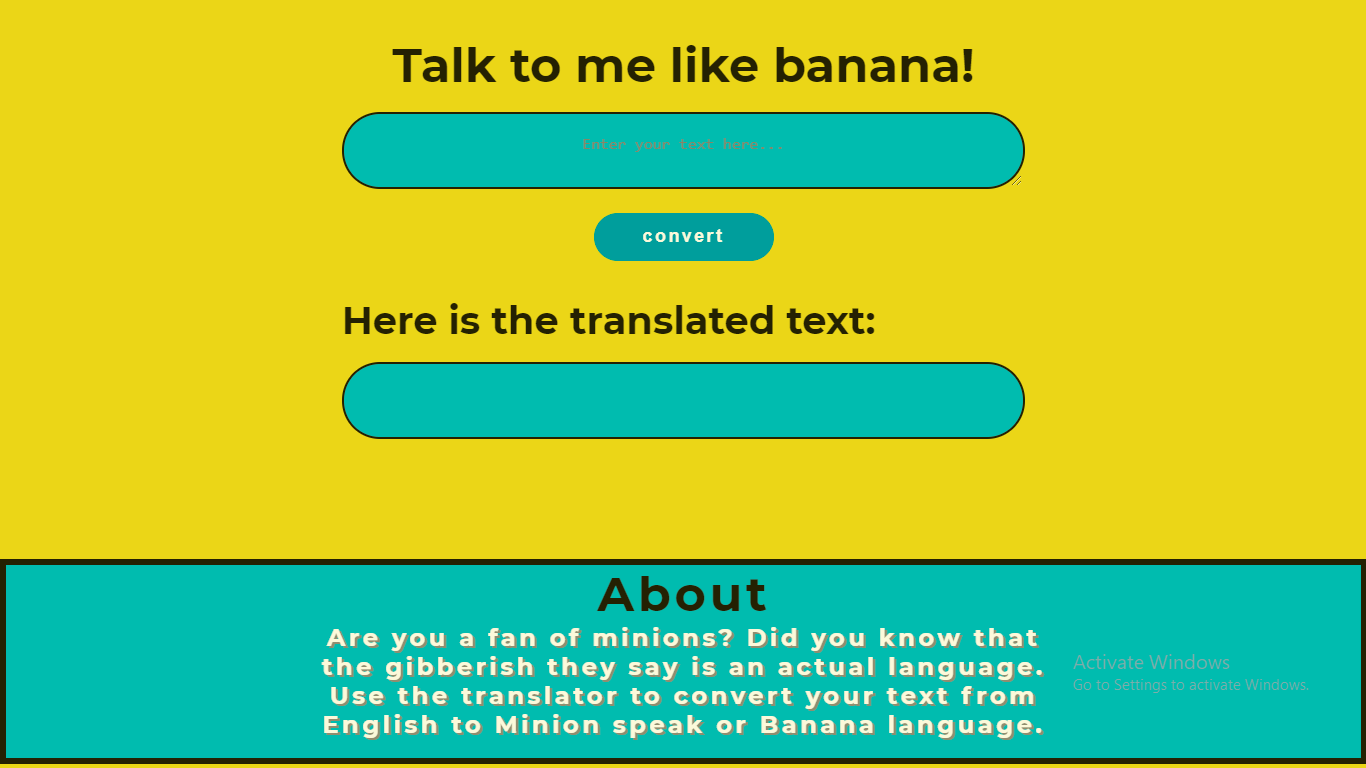 Talk to me like banana!
Enter your text here...
convert
Here is the translated text:
About
Are you a fan of minions? Did you know that
the gibberish they say is an actual language.
Use the translator to convert your text from
English to Minion speak or Banana language.
Activate Windows
Go to Settings to activate Windows.